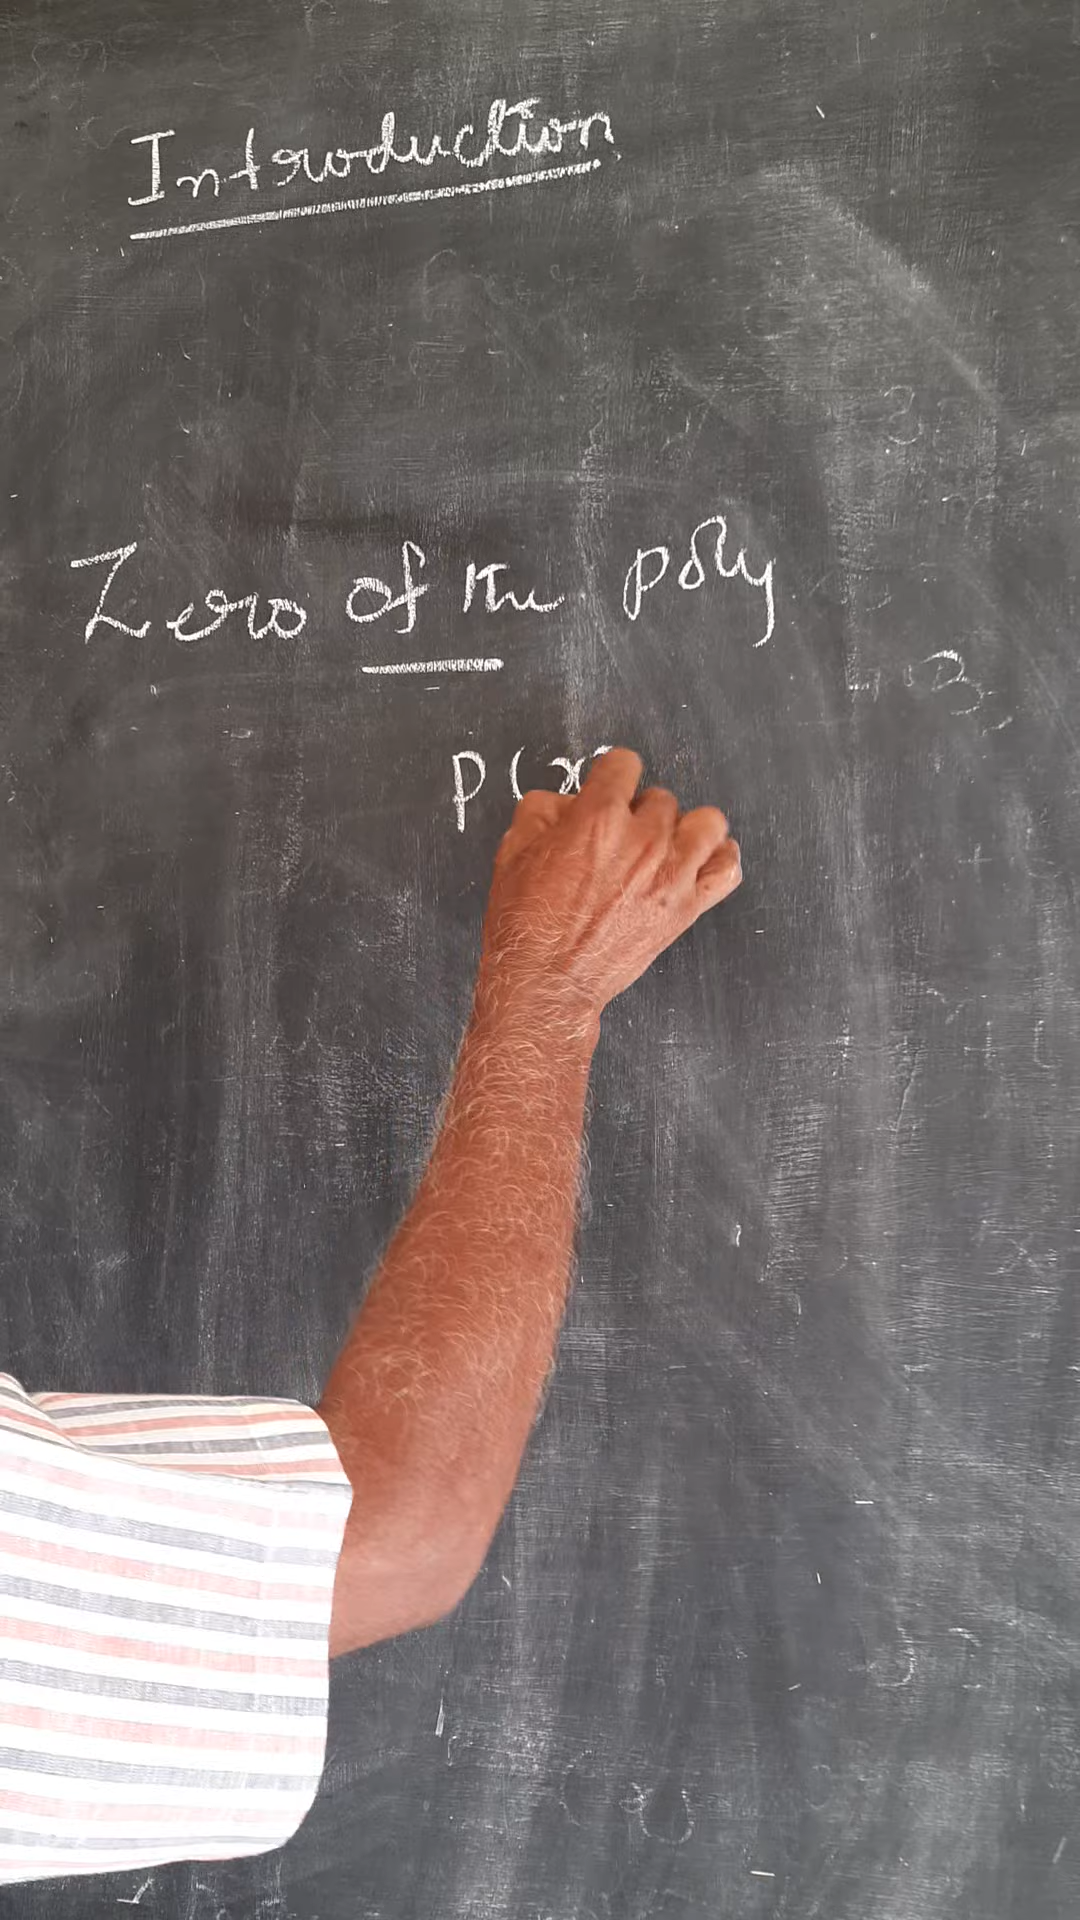 Introduction
Zero of the poly
P(x)